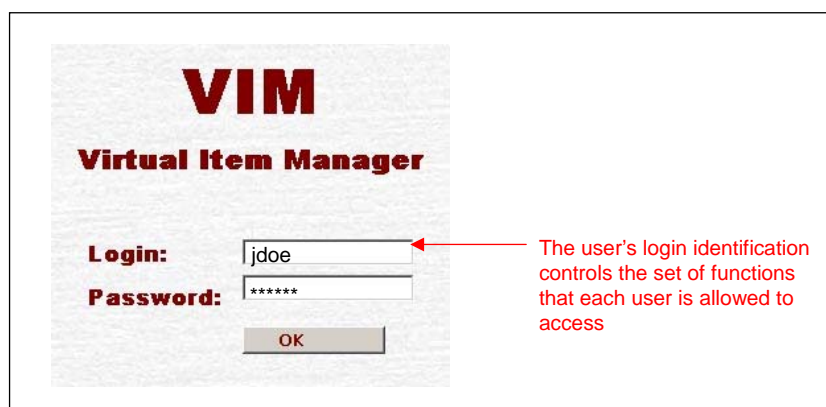 VIM
Virtual Item Manager
Login: jdoe
Password: ******
OK
The user’s login identification
controls the set of functions
that each user is allowed to
access